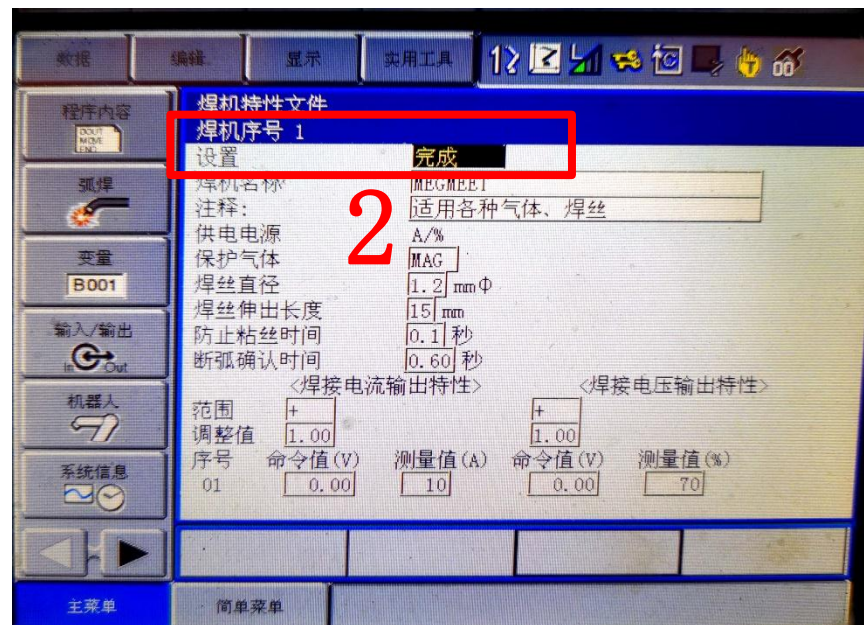 数据 编辑 显示 实用工具
程序内容
DOUT
MOVE
END
弧焊
变量
B001
输入/输出
In Out
机器人
系统信息
主菜单 简单菜单
焊机特性文件
焊机序号 1
设置 完成
焊机名称 MEGMEET
注释: 适用各种气体、焊丝
供电电源 A/%
保护气体 MAG
焊丝直径 1.2 mmΦ
焊丝伸出长度 15 mm
防止粘丝时间 0.1 秒
断弧确认时间 0.60 秒
<焊接电流输出特性> <焊接电压输出特性>
范围 + +
调整值 1.00 1.00
序号 命令值(V) 测量值(A) 命令值(V) 测量值(%)
01 0.00 10 0.00 70
2